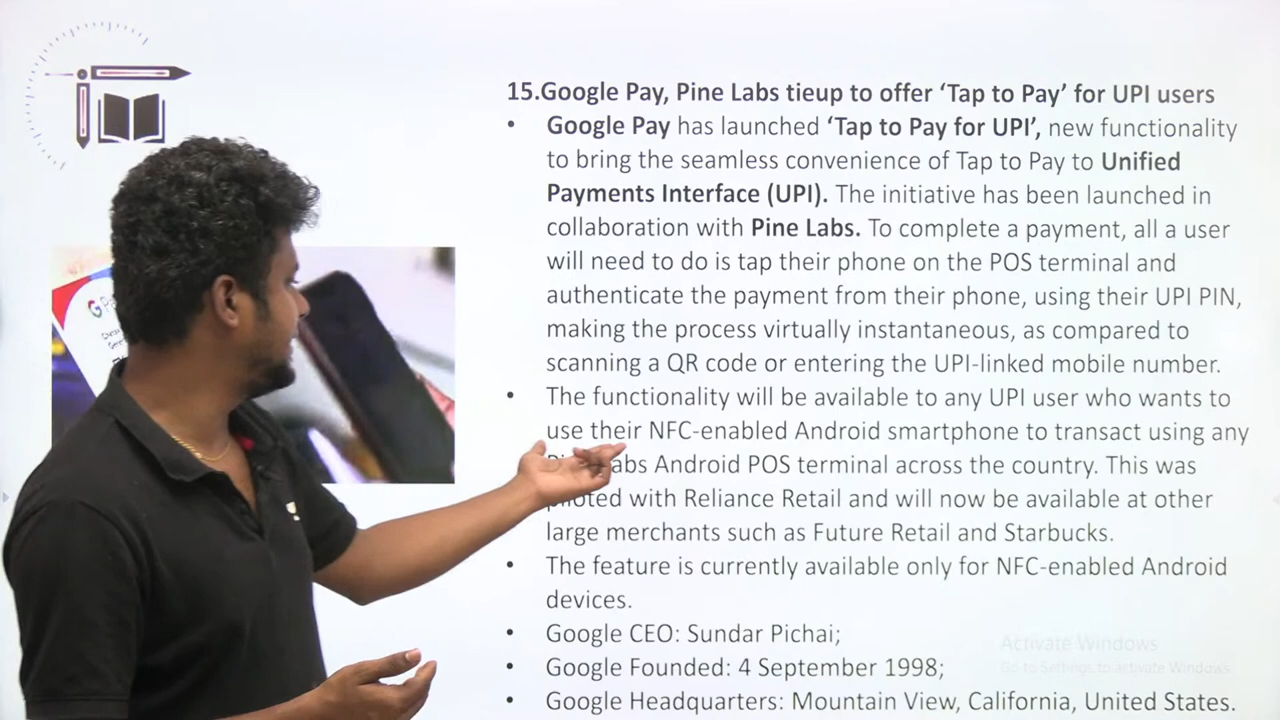 15.Google Pay, Pine Labs tieup to offer ‘Tap to Pay’ for UPI users
• Google Pay has launched ‘Tap to Pay for UPI’, new functionality
to bring the seamless convenience of Tap to Pay to Unified
Payments Interface (UPI). The initiative has been launched in
collaboration with Pine Labs. To complete a payment, all a user
will need to do is tap their phone on the POS terminal and
authenticate the payment from their phone, using their UPI PIN,
making the process virtually instantaneous, as compared to
scanning a QR code or entering the UPI-linked mobile number.
• The functionality will be available to any UPI user who wants to
use their NFC-enabled Android smartphone to transact using any
Android POS terminal across the country. This was
with Reliance Retail and will now be available at other
large merchants such as Future Retail and Starbucks.
• The feature is currently available only for NFC-enabled Android
devices.
• Google CEO: Sundar Pichai;
• Google Founded: 4 September 1998;
• Google Headquarters: Mountain View, California, United States.
Activate Windows
Go to Settings to activate Windows.